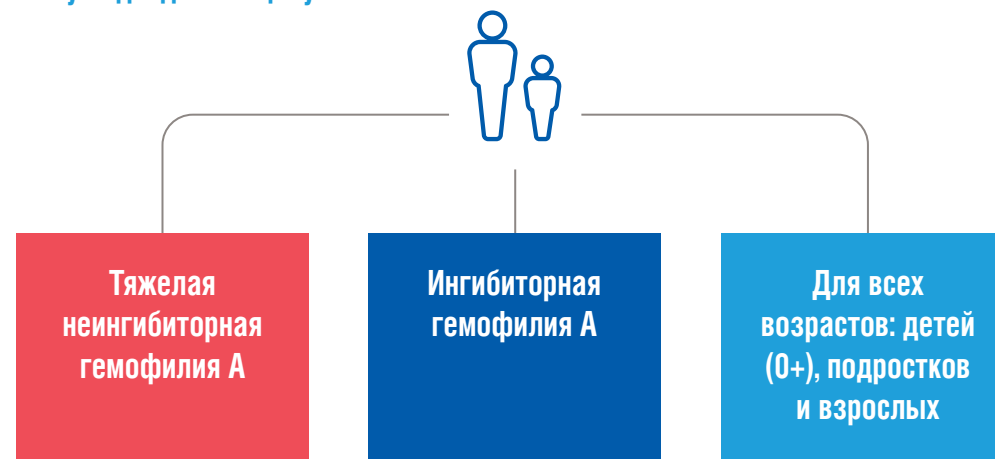 Тяжелая
неингибиторная
гемофилия А
Ингибиторная
гемофилия А
Для всех
возрастов: детей
(0+), подростков
и взрослых